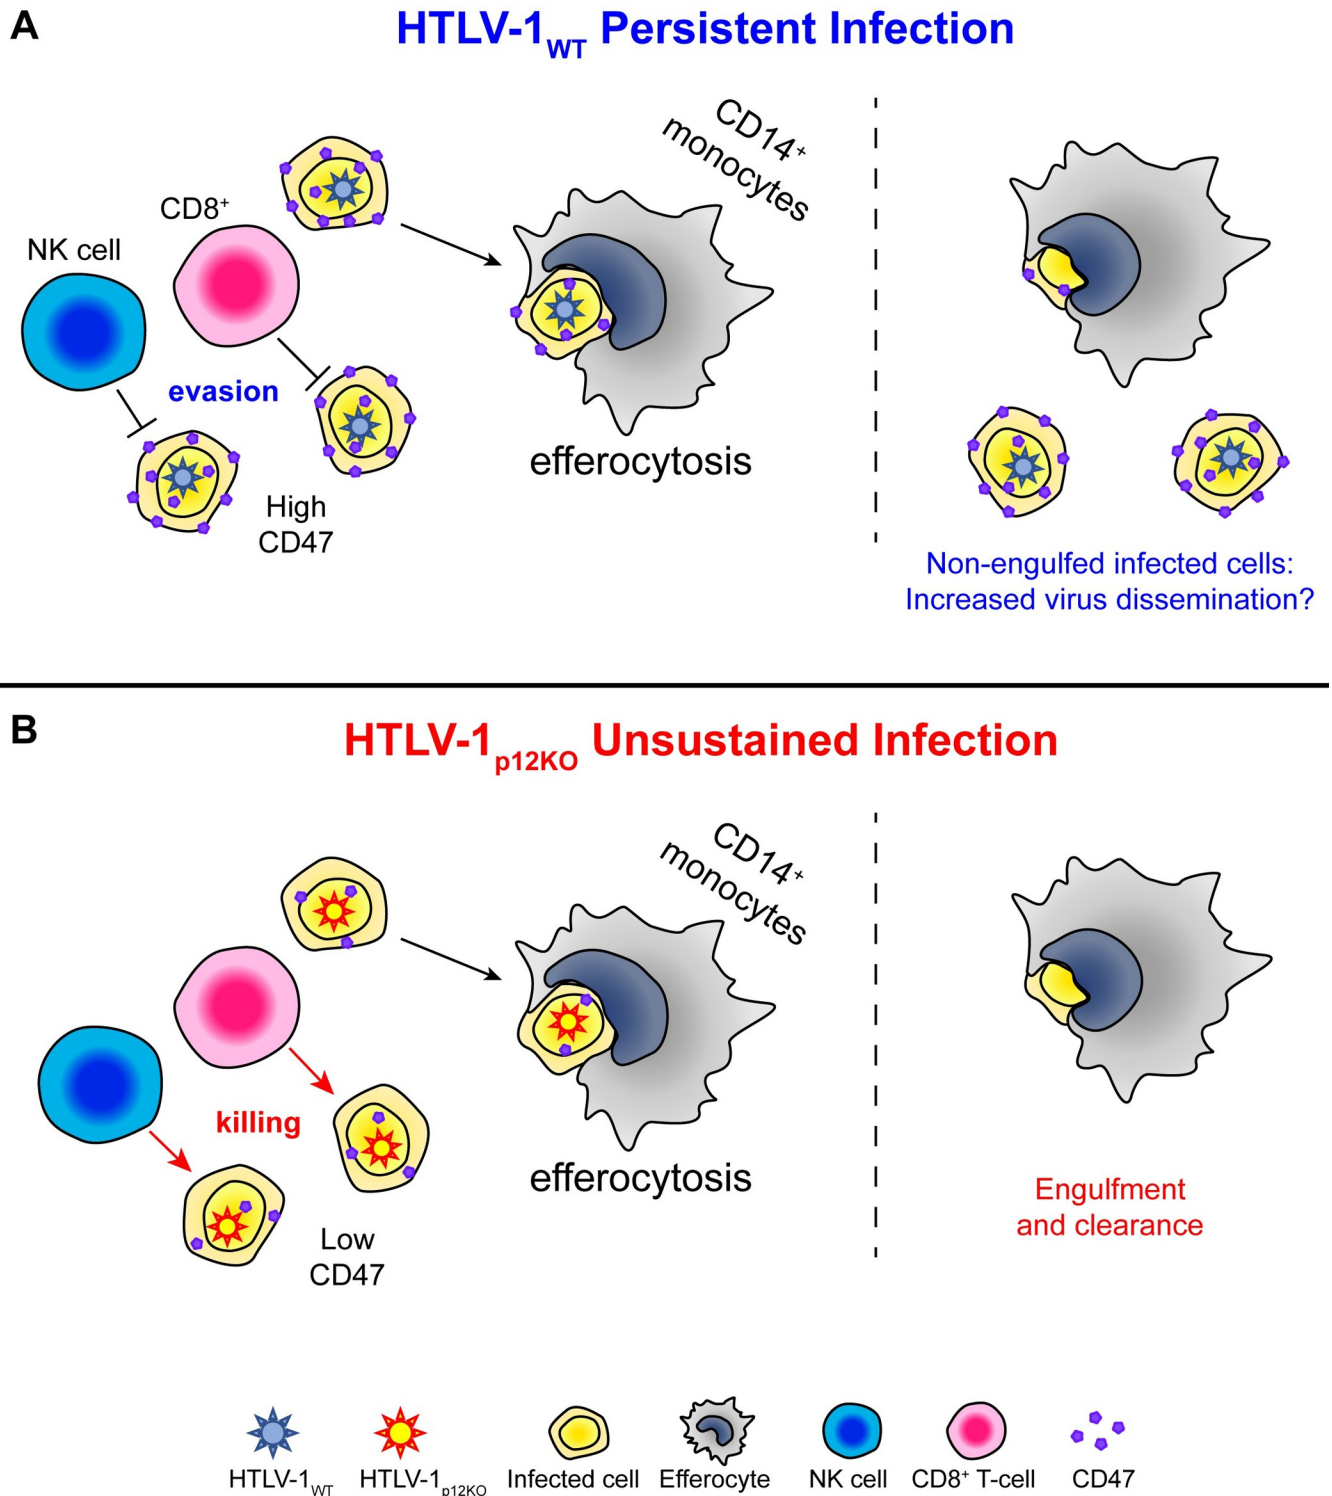 A
HTLV-1WT Persistent Infection
CD14+
monocytes
CD8+
NK cell
evasion
efferocytosis
High
CD47
Non-engulfed infected cells:
Increased virus dissemination?
B
HTLV-1p12KO Unsustained Infection
CD14+
monocytes
killing
efferocytosis
Engulfment
and clearance
Low
CD47
HTLV-1WT
HTLV-1p12KO
Infected cell
Efferocyte
NK cell
CD8+ T-cell
CD47